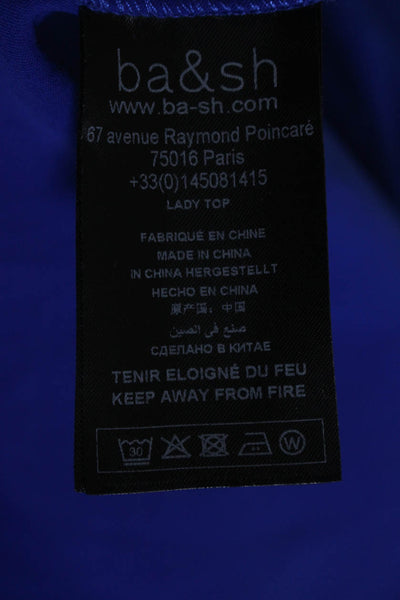 ba&sh
www.ba-sh.com
67 avenue Raymond Poincaré
75016 Paris
+33(0)145081415
LADY TOP
FABRIQUÉ EN CHINE
MADE IN CHINA
IN CHINA HERGESTELLT
HECHO EN CHINA
原产国：中国
صنع في الصين
СДЕЛАНО В КИТАЕ
TENIR ELOIGNÉ DU FEU
KEEP AWAY FROM FIRE
30 W